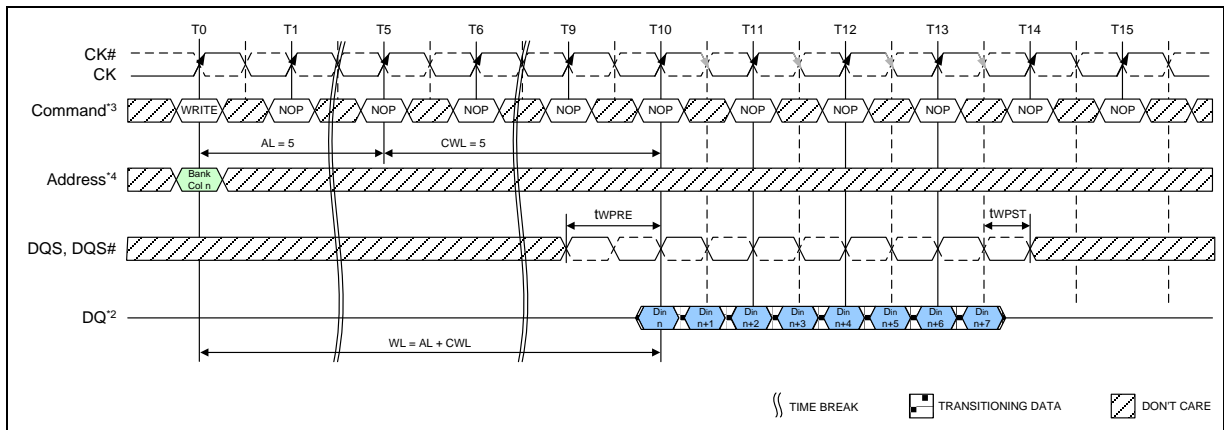 T0 T1 T5 T6 T9 T10 T11 T12 T13 T14 T15
CK#
CK
Command*3 WRITE NOP NOP NOP NOP NOP NOP NOP NOP NOP NOP
AL = 5 CWL = 5
Address*4 Bank
Col n
tWPRE tWPST
DQS, DQS#
DQ*2 Din Din Din Din Din Din Din Din
n n+1 n+2 n+3 n+4 n+5 n+6 n+7
WL = AL + CWL
TIME BREAK TRANSITIONING DATA DON'T CARE